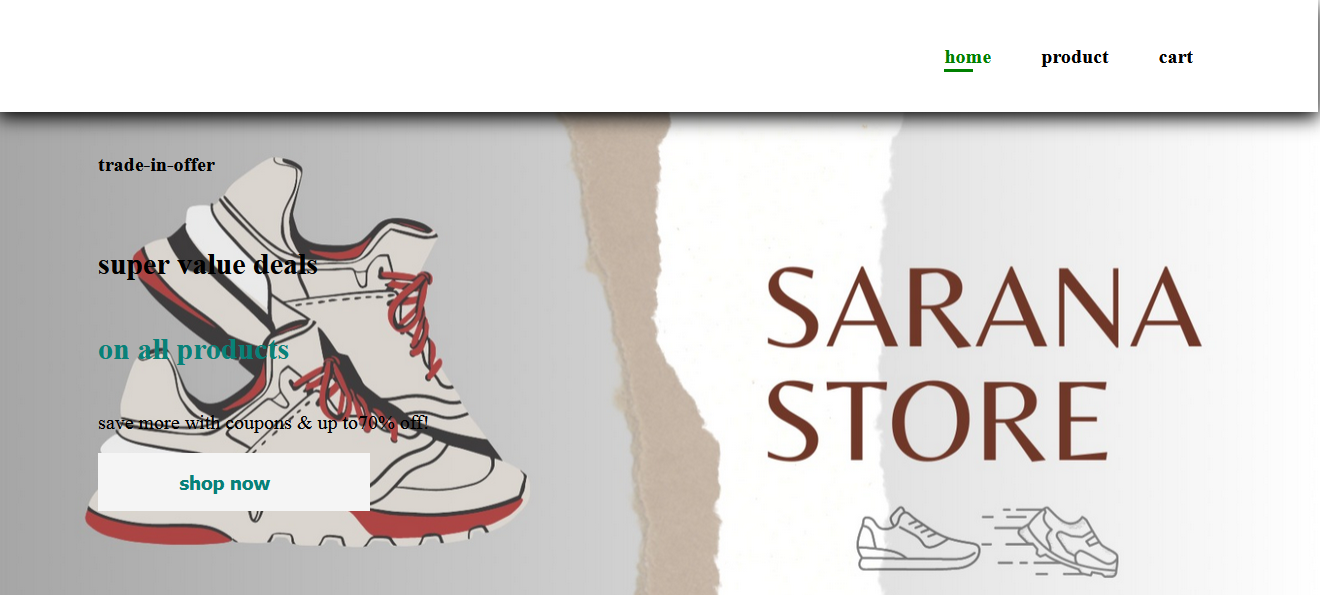 home product cart
trade-in-offer
super value deals
on all products
save more with coupons & up to70% off!
shop now
SARANA
STORE